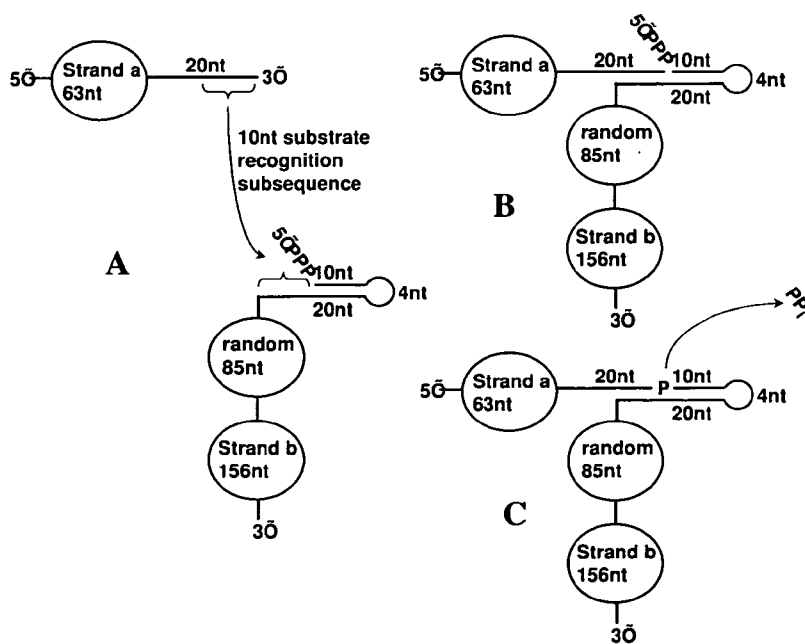 20nt
5Õ
Strand a
63nt
3Õ
10nt substrate
recognition
subsequence
A
5ÕPPP
10nt
4nt
20nt
random
85nt
Strand b
156nt
3Õ
5ÕPPP
20nt
10nt
5Õ
Strand a
63nt
4nt
20nt
random
85nt
B
Strand b
156nt
3Õ
PPi
20nt
P
10nt
5Õ
Strand a
63nt
4nt
20nt
random
85nt
C
Strand b
156nt
3Õ